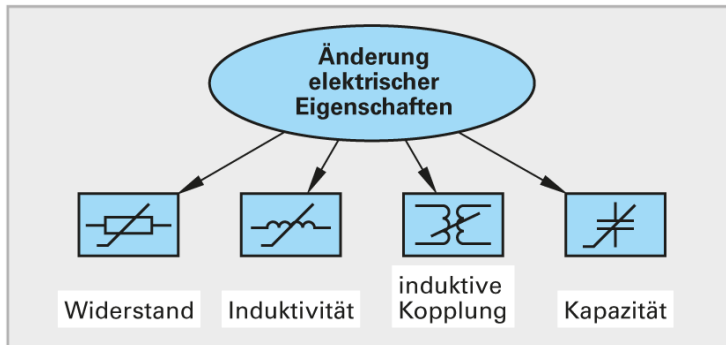 Änderung
elektrischer
Eigenschaften
Widerstand
Induktivität
induktive
Kopplung
Kapazität